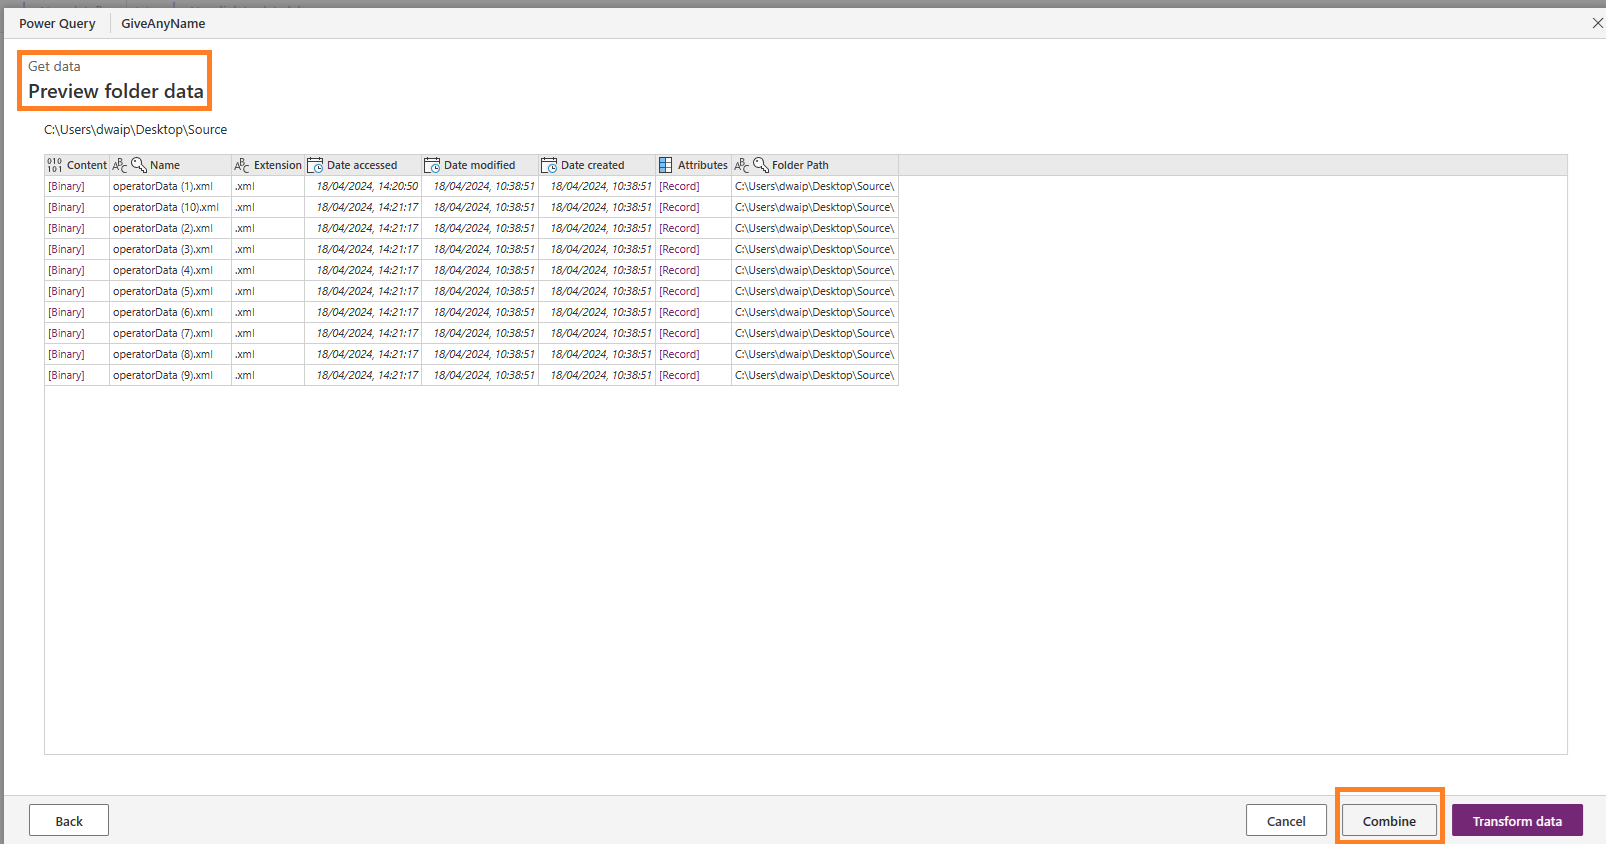 Power Query GiveAnyName
Get data
Preview folder data
C:\Users\dwaip\Desktop\Source
Content Name Extension Date accessed Date modified Date created Attributes Folder Path
[Binary] operatorData (1).xml .xml 18/04/2024, 14:20:50 18/04/2024, 10:38:51 18/04/2024, 10:38:51 [Record] C:\Users\dwaip\Desktop\Source\
[Binary] operatorData (10).xml .xml 18/04/2024, 14:21:17 18/04/2024, 10:38:51 18/04/2024, 10:38:51 [Record] C:\Users\dwaip\Desktop\Source\
[Binary] operatorData (2).xml .xml 18/04/2024, 14:21:17 18/04/2024, 10:38:51 18/04/2024, 10:38:51 [Record] C:\Users\dwaip\Desktop\Source\
[Binary] operatorData (3).xml .xml 18/04/2024, 14:21:17 18/04/2024, 10:38:51 18/04/2024, 10:38:51 [Record] C:\Users\dwaip\Desktop\Source\
[Binary] operatorData (4).xml .xml 18/04/2024, 14:21:17 18/04/2024, 10:38:51 18/04/2024, 10:38:51 [Record] C:\Users\dwaip\Desktop\Source\
[Binary] operatorData (5).xml .xml 18/04/2024, 14:21:17 18/04/2024, 10:38:51 18/04/2024, 10:38:51 [Record] C:\Users\dwaip\Desktop\Source\
[Binary] operatorData (6).xml .xml 18/04/2024, 14:21:17 18/04/2024, 10:38:51 18/04/2024, 10:38:51 [Record] C:\Users\dwaip\Desktop\Source\
[Binary] operatorData (7).xml .xml 18/04/2024, 14:21:17 18/04/2024, 10:38:51 18/04/2024, 10:38:51 [Record] C:\Users\dwaip\Desktop\Source\
[Binary] operatorData (8).xml .xml 18/04/2024, 14:21:17 18/04/2024, 10:38:51 18/04/2024, 10:38:51 [Record] C:\Users\dwaip\Desktop\Source\
[Binary] operatorData (9).xml .xml 18/04/2024, 14:21:17 18/04/2024, 10:38:51 18/04/2024, 10:38:51 [Record] C:\Users\dwaip\Desktop\Source\
Back Cancel Combine Transform data